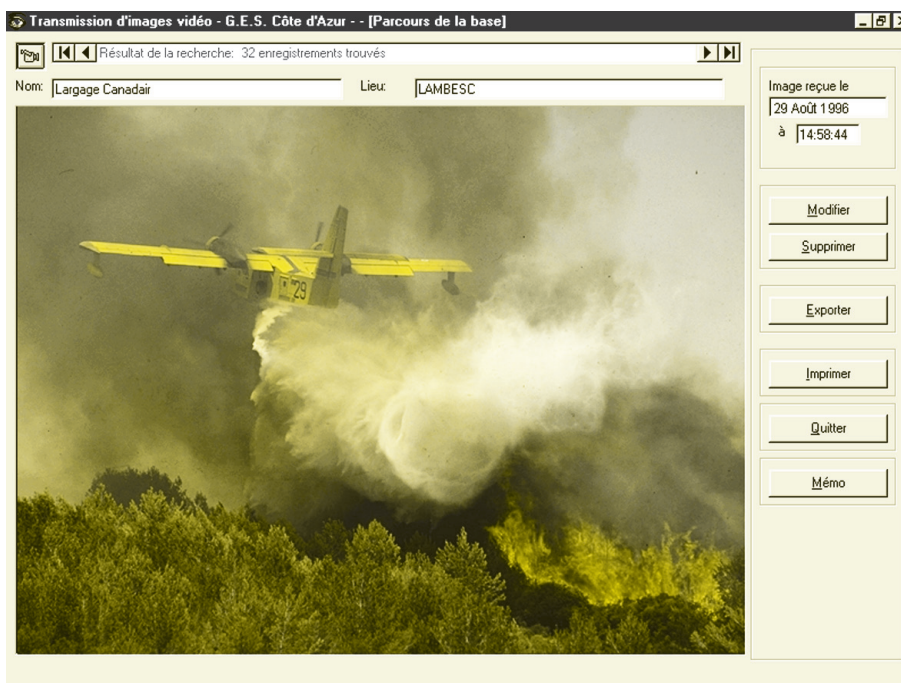 Transmission d'images vidéo - G.E.S. Côte d'Azur - - [Parcours de la base]
Résultat de la recherche: 32 enregistrements trouvés
Nom: Largage Canadair Lieu: LAMBESC
Image reçue le
29 Août 1996
à 14:58:44
Modifier
Supprimer
Exporter
Imprimer
Quitter
Mémo
29